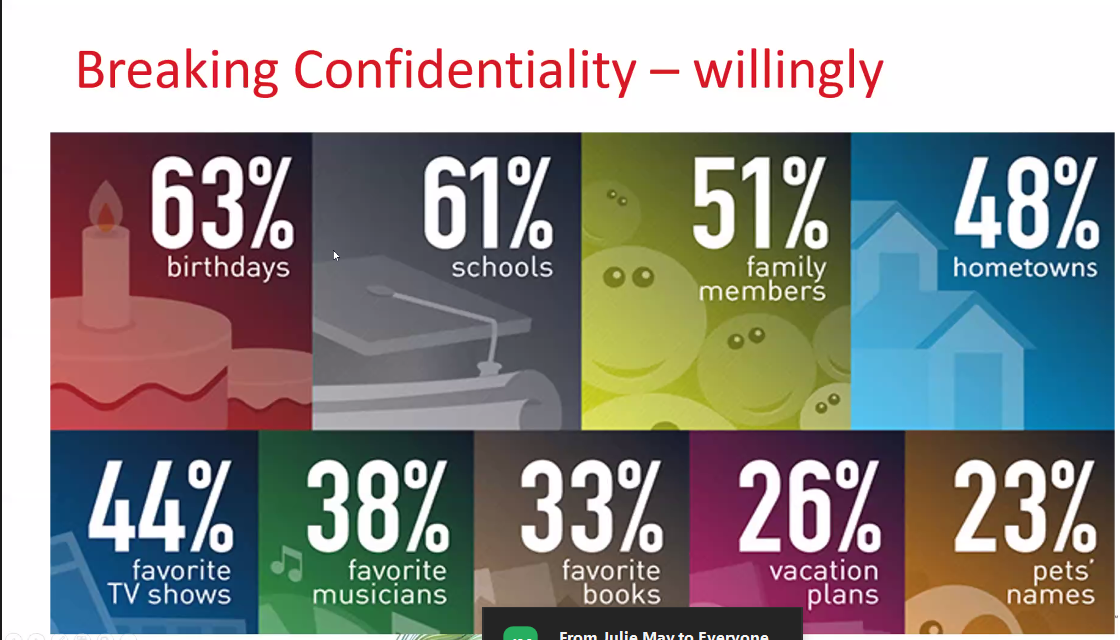 Breaking Confidentiality – willingly
63%
birthdays
61%
schools
51%
family
members
48%
hometowns
44%
favorite
TV shows
38%
favorite
musicians
33%
favorite
books
26%
vacation
plans
23%
pets’
names
From Julie May to Everyone